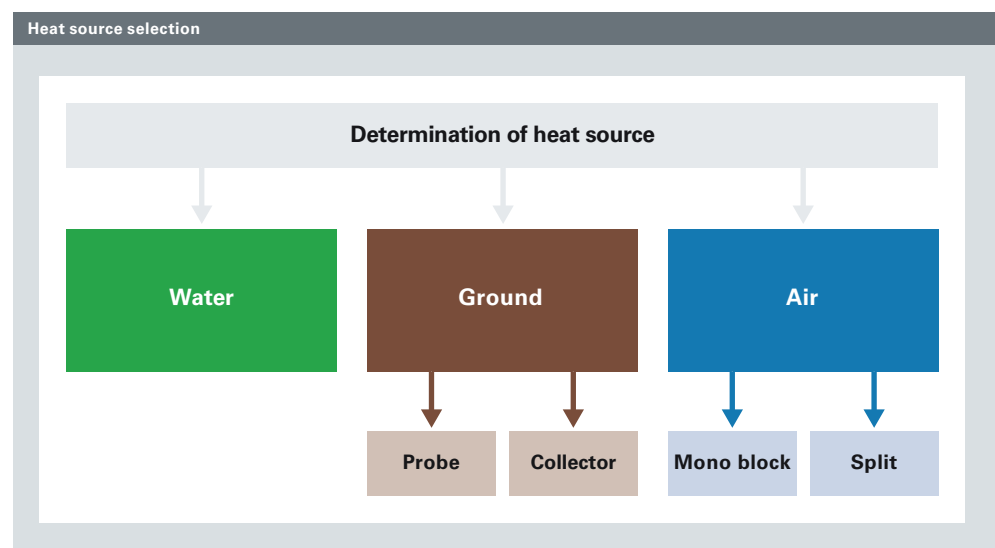 Heat source selection
Determination of heat source
Water
Ground
Air
Probe
Collector
Mono block
Split